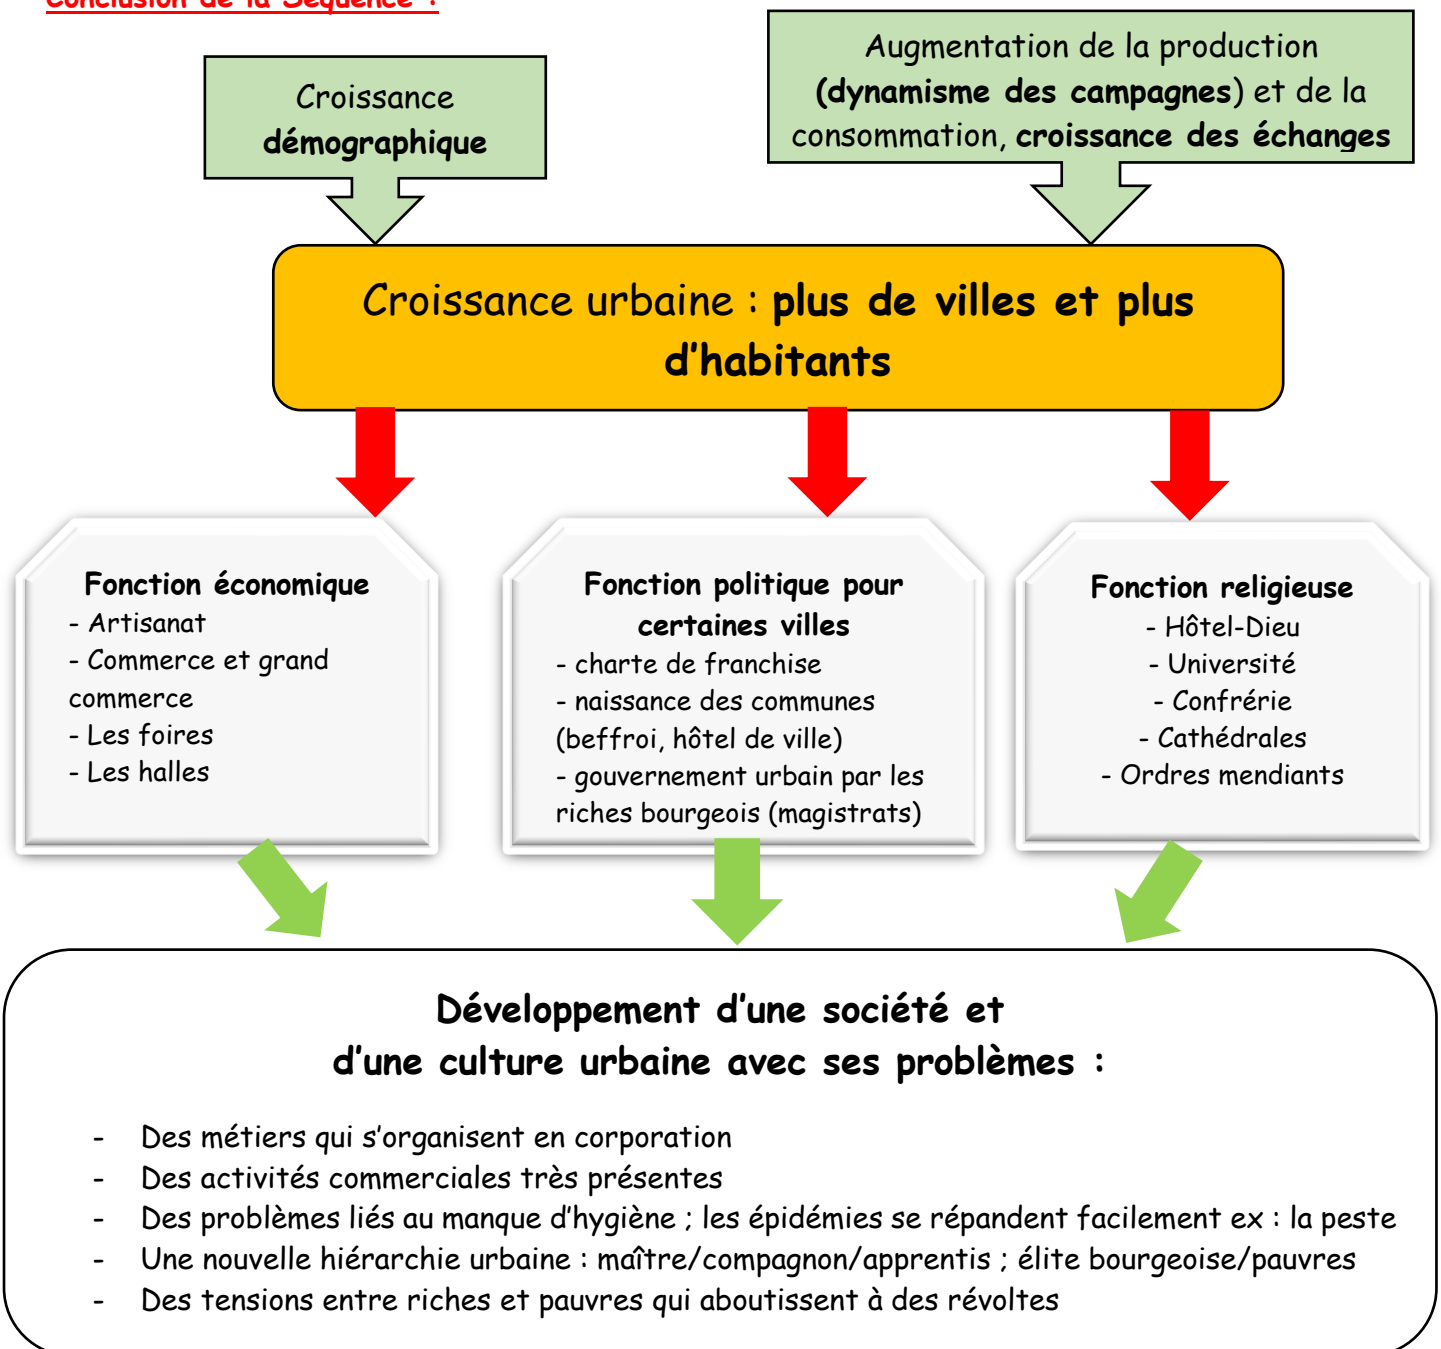 Conclusion de la Séquence :
Croissance
démographique
Augmentation de la production
(dynamisme des campagnes) et de la
consommation, croissance des échanges
Croissance urbaine : plus de villes et plus
d'habitants
Fonction économique
- Artisanat
- Commerce et grand
commerce
- Les foires
- Les halles
Fonction politique pour
certaines villes
- charte de franchise
- naissance des communes
(beffroi, hôtel de ville)
- gouvernement urbain par les
riches bourgeois (magistrats)
Fonction religieuse
- Hôtel-Dieu
- Université
- Confrérie
- Cathédrales
- Ordres mendiants
Développement d'une société et
d'une culture urbaine avec ses problèmes :
- Des métiers qui s'organisent en corporation
- Des activités commerciales très présentes
- Des problèmes liés au manque d'hygiène ; les épidémies se répandent facilement ex : la peste
- Une nouvelle hiérarchie urbaine : maître/compagnon/apprentis ; élite bourgeoise/pauvres
- Des tensions entre riches et pauvres qui aboutissent à des révoltes